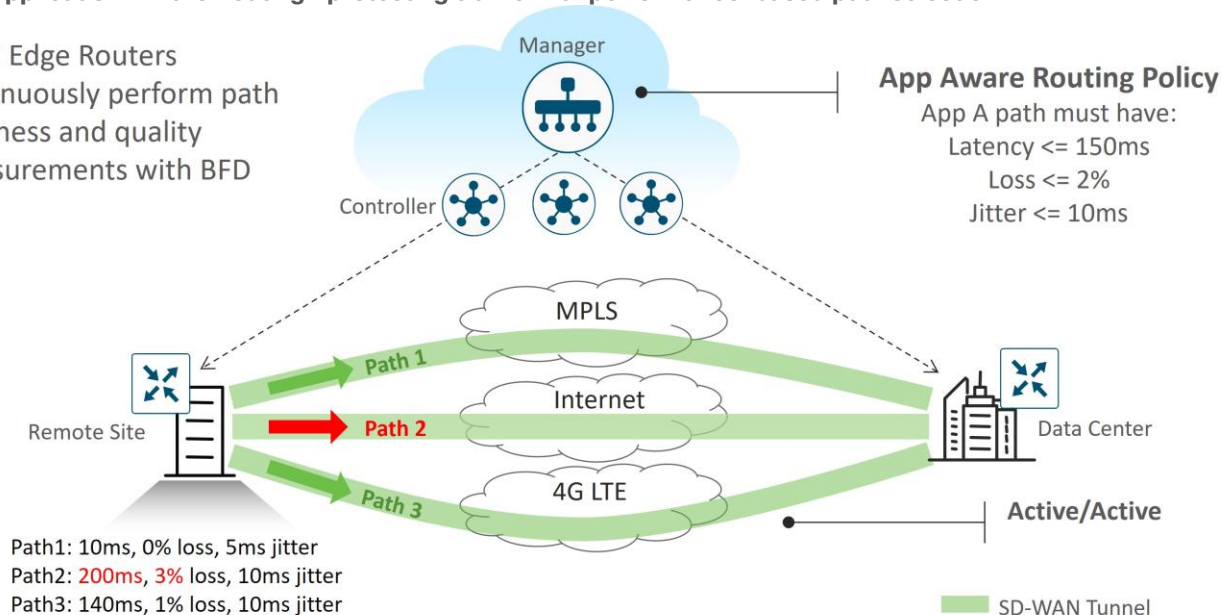 Manager
Edge Routers
perform path
and quality
with BFD
App Aware Routing Policy
App A path must have:
Latency <= 150ms
Loss <= 2%
Jitter <= 10ms
Controller
MPLS
Path 1
Internet
Path 2
Remote Site
Data Center
4G LTE
Path 3
Active/Active
Path1: 10ms, 0% loss, 5ms jitter
Path2: 200ms, 3% loss, 10ms jitter
Path3: 140ms, 1% loss, 10ms jitter
SD-WAN Tunnel